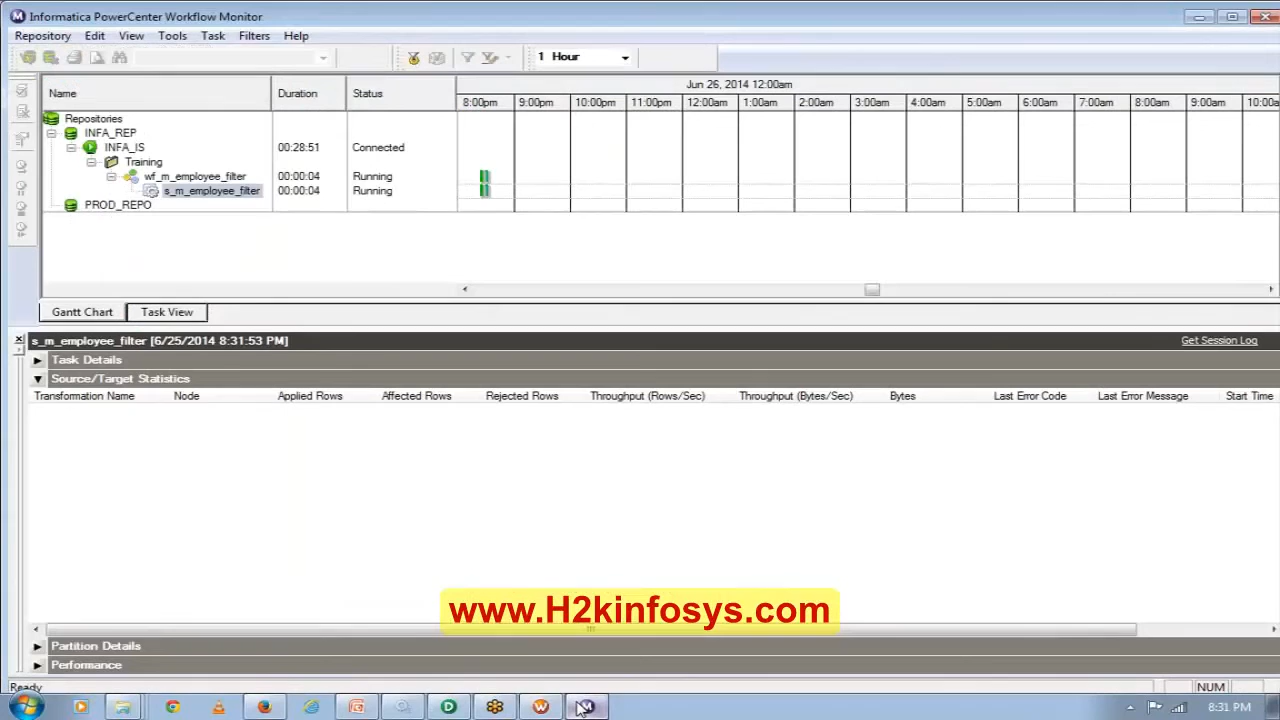 Informatica PowerCenter Workflow Monitor
Repository Edit View Tools Task Filters Help
1 Hour
Name Duration Status Jun 26, 2014 12:00am
8:00pm 9:00pm 10:00pm 11:00pm 12:00am 1:00am 2:00am 3:00am 4:00am 5:00am 6:00am 7:00am 8:00am 9:00am 10:00a
Repositories
INFA_REP
INFA_IS 00:28:51 Connected
Training
wf_m_employee_filter 00:00:04 Running
s_m_employee_filter 00:00:04 Running
PROD_REPO
Gantt Chart Task View
s_m_employee_filter [6/25/2014 8:31:53 PM] Get Session Log
Task Details
Source/Target Statistics
Transformation Name Node Applied Rows Affected Rows Rejected Rows Throughput (Rows/Sec) Throughput (Bytes/Sec) Bytes Last Error Code Last Error Message Start Time
www.H2kinfosys.com
Partition Details
Performance
Ready NUM
8:31 PM